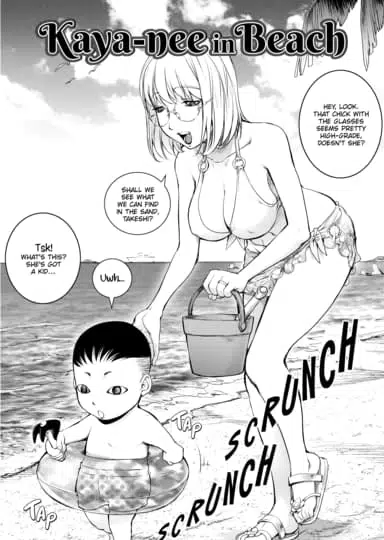 Kaya-nee in Beach
HEY, LOOK.
THAT CHICK WITH
THE GLASSES
SEEMS PRETTY
HIGH-GRADE,
DOESN'T SHE?
SHALL WE
SEE WHAT
WE CAN FIND
IN THE SAND,
TAKESHI?
Tsk!
WHAT'S THIS?
SHE'S GOT
A KID...
Uwk...
TAP
TAP
SCRUNCH
SCRUNCH